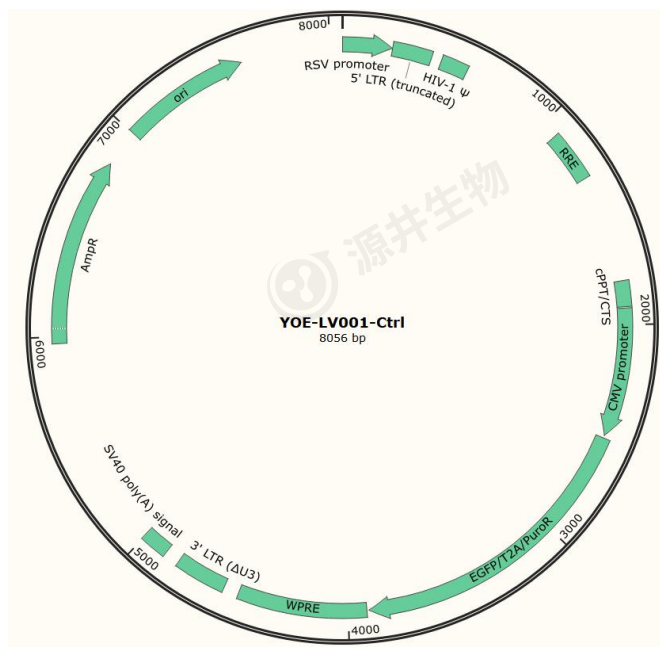 8000
RSV promoter
5' LTR (truncated)
HIV-1 Ψ
1000
RRE
cPPT/CTS
2000
CMV promoter
3000
EGFP/T2A/PuroR
4000
WPRE
3' LTR (ΔU3)
SV40 poly(A) signal
5000
6000
AmpR
7000
ori
源井生物
YOE-LV001-Ctrl
8056 bp